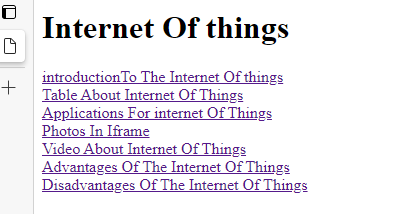 Internet Of things
introductionTo The Internet Of things
Table About Internet Of Things
Applications For internet Of Things
Photos In Iframe
Video About Internet Of Things
Advantages Of The Internet Of Things
Disadvantages Of The Internet Of Things